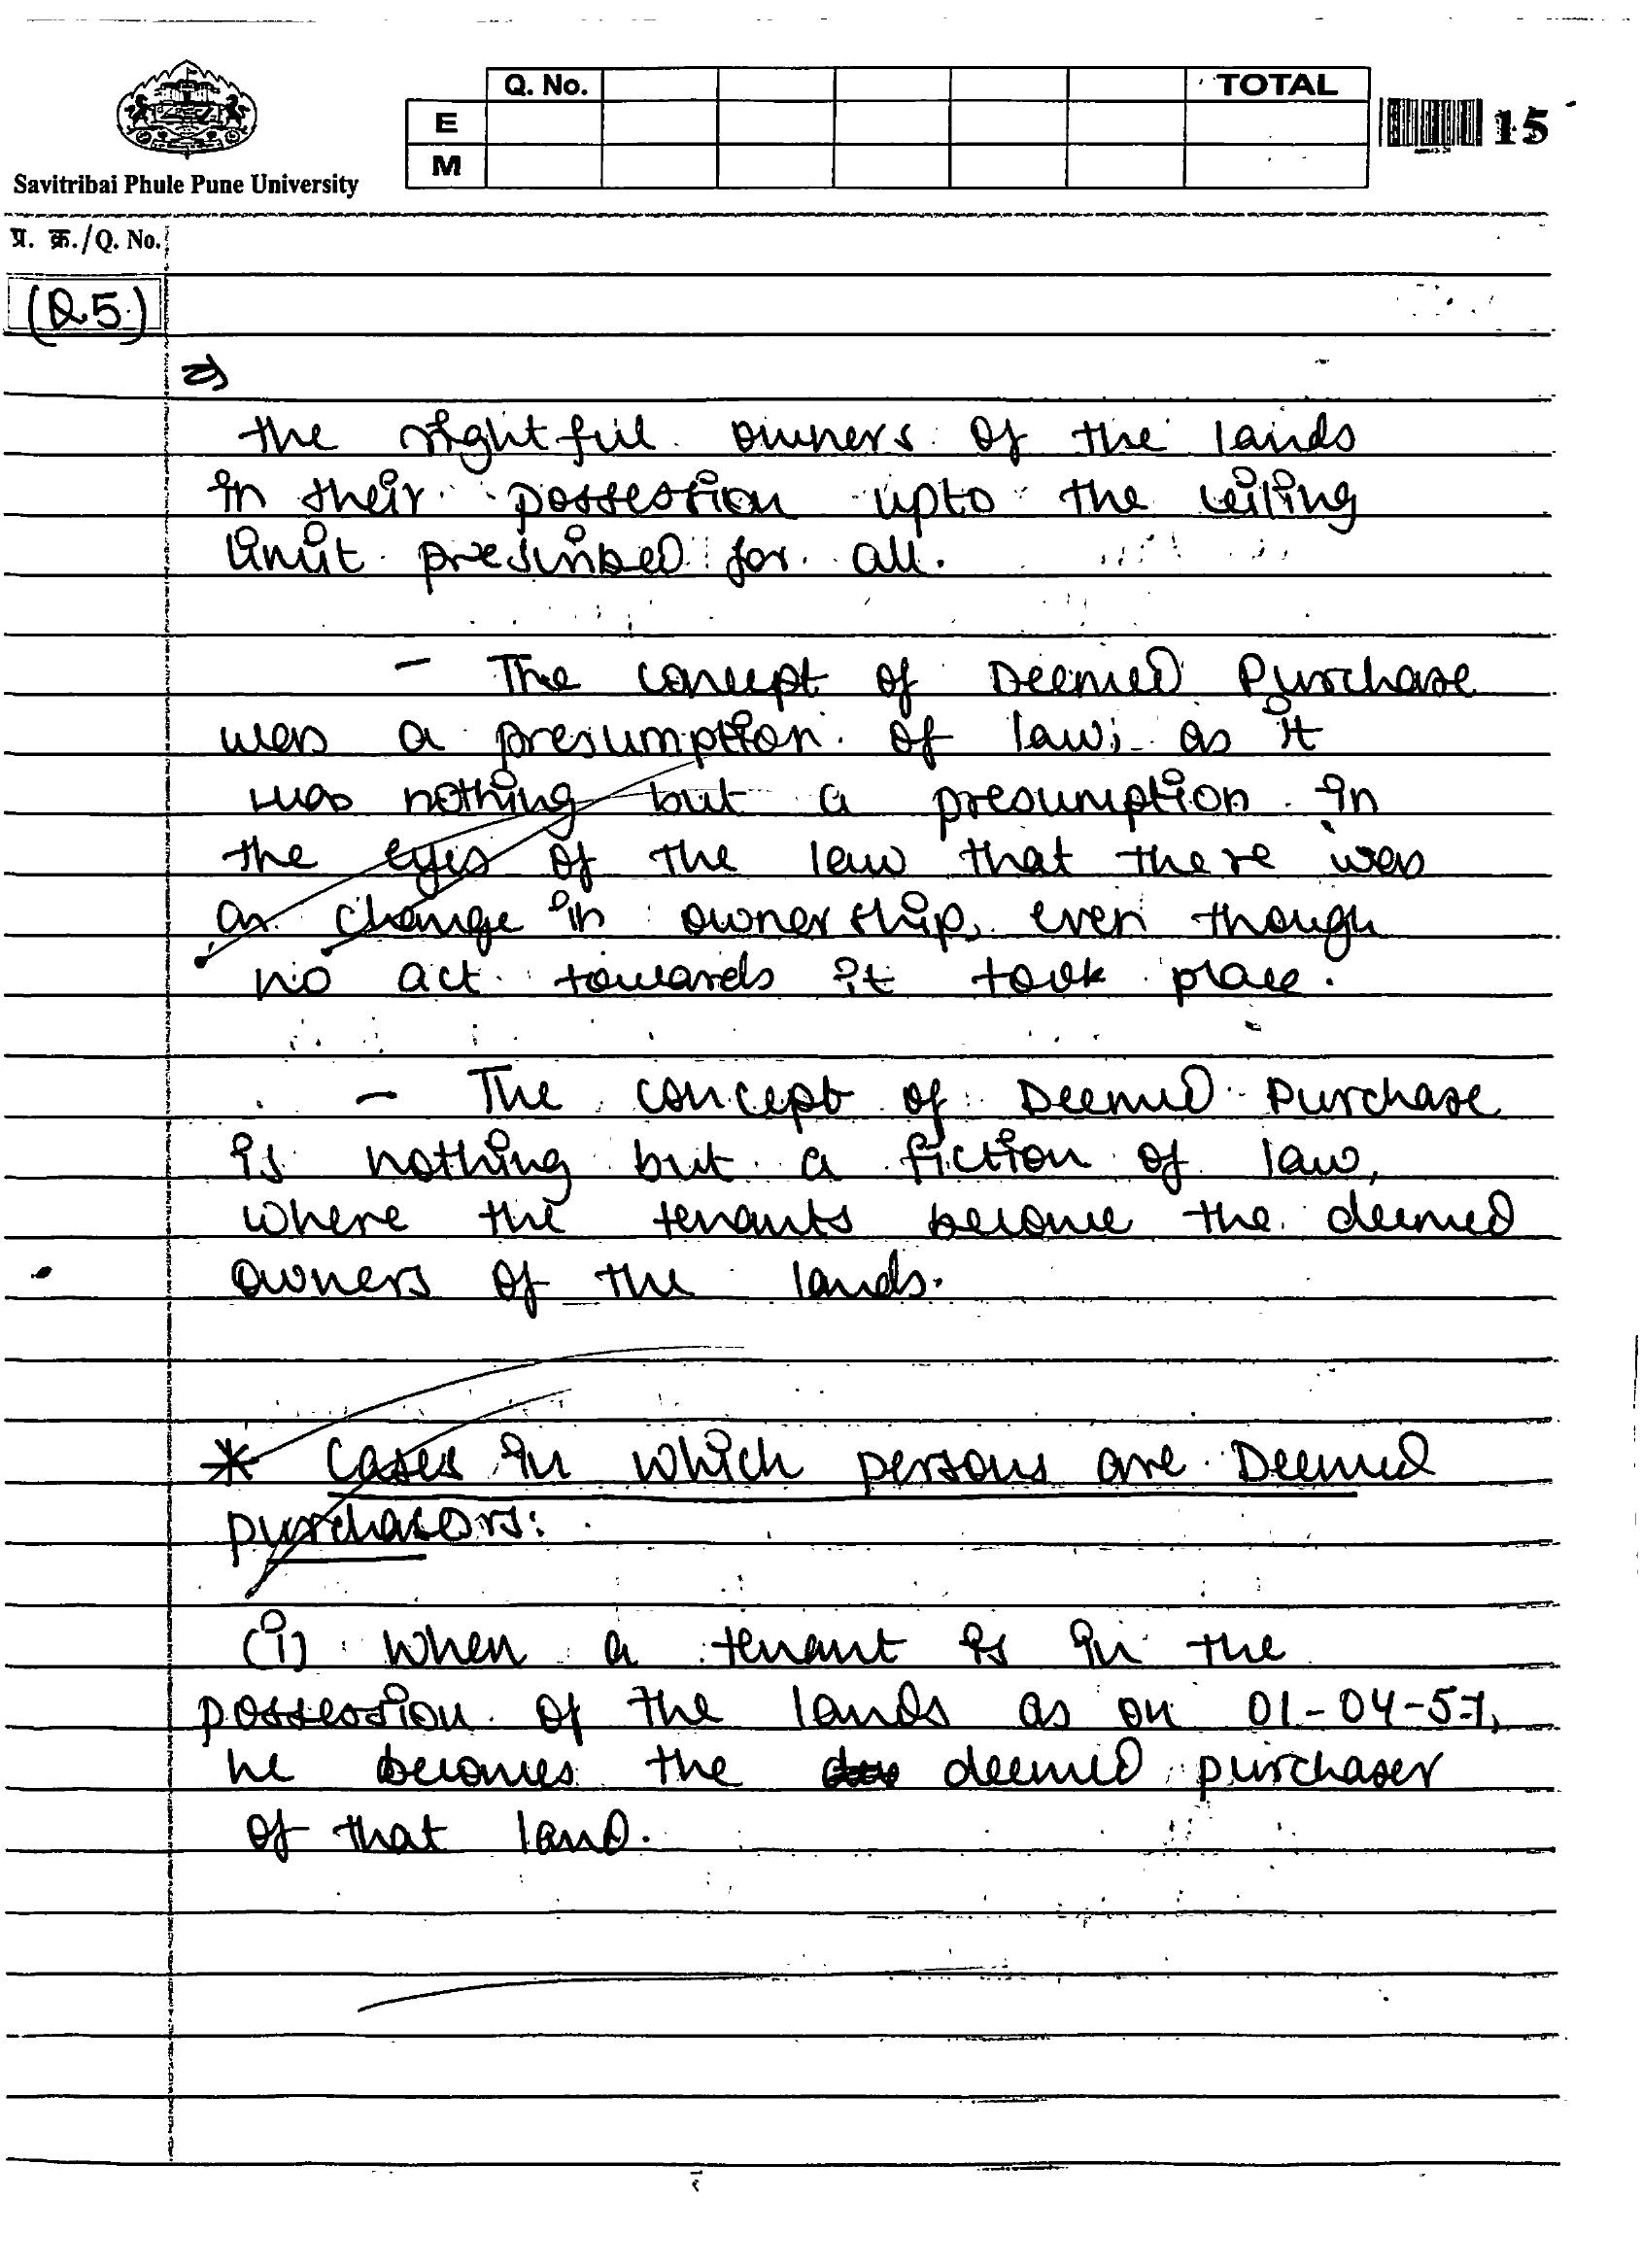 Savitribai Phule Pune University
Q. No. TOTAL
E
M
15
प्र. क्र./Q. No.
(Q.5)
the rightful owners of the lands
in their possession upto the ceiling
limit prescribed for all.
- The concept of Deemed Purchase
was a presumption of law; as it
was nothing but a presumption in
the eyes of the law that there was
a change in ownership, even though
no act towards it took place.
- The concept of Deemed Purchase
is nothing but a fiction of law,
where the tenants become the deemed
owners of the lands.
* Cases in which persons are Deemed
purchasors:
(i) When a tenant is in the
possession of the lands as on 01-04-57,
he becomes the deemed purchaser
of that land.